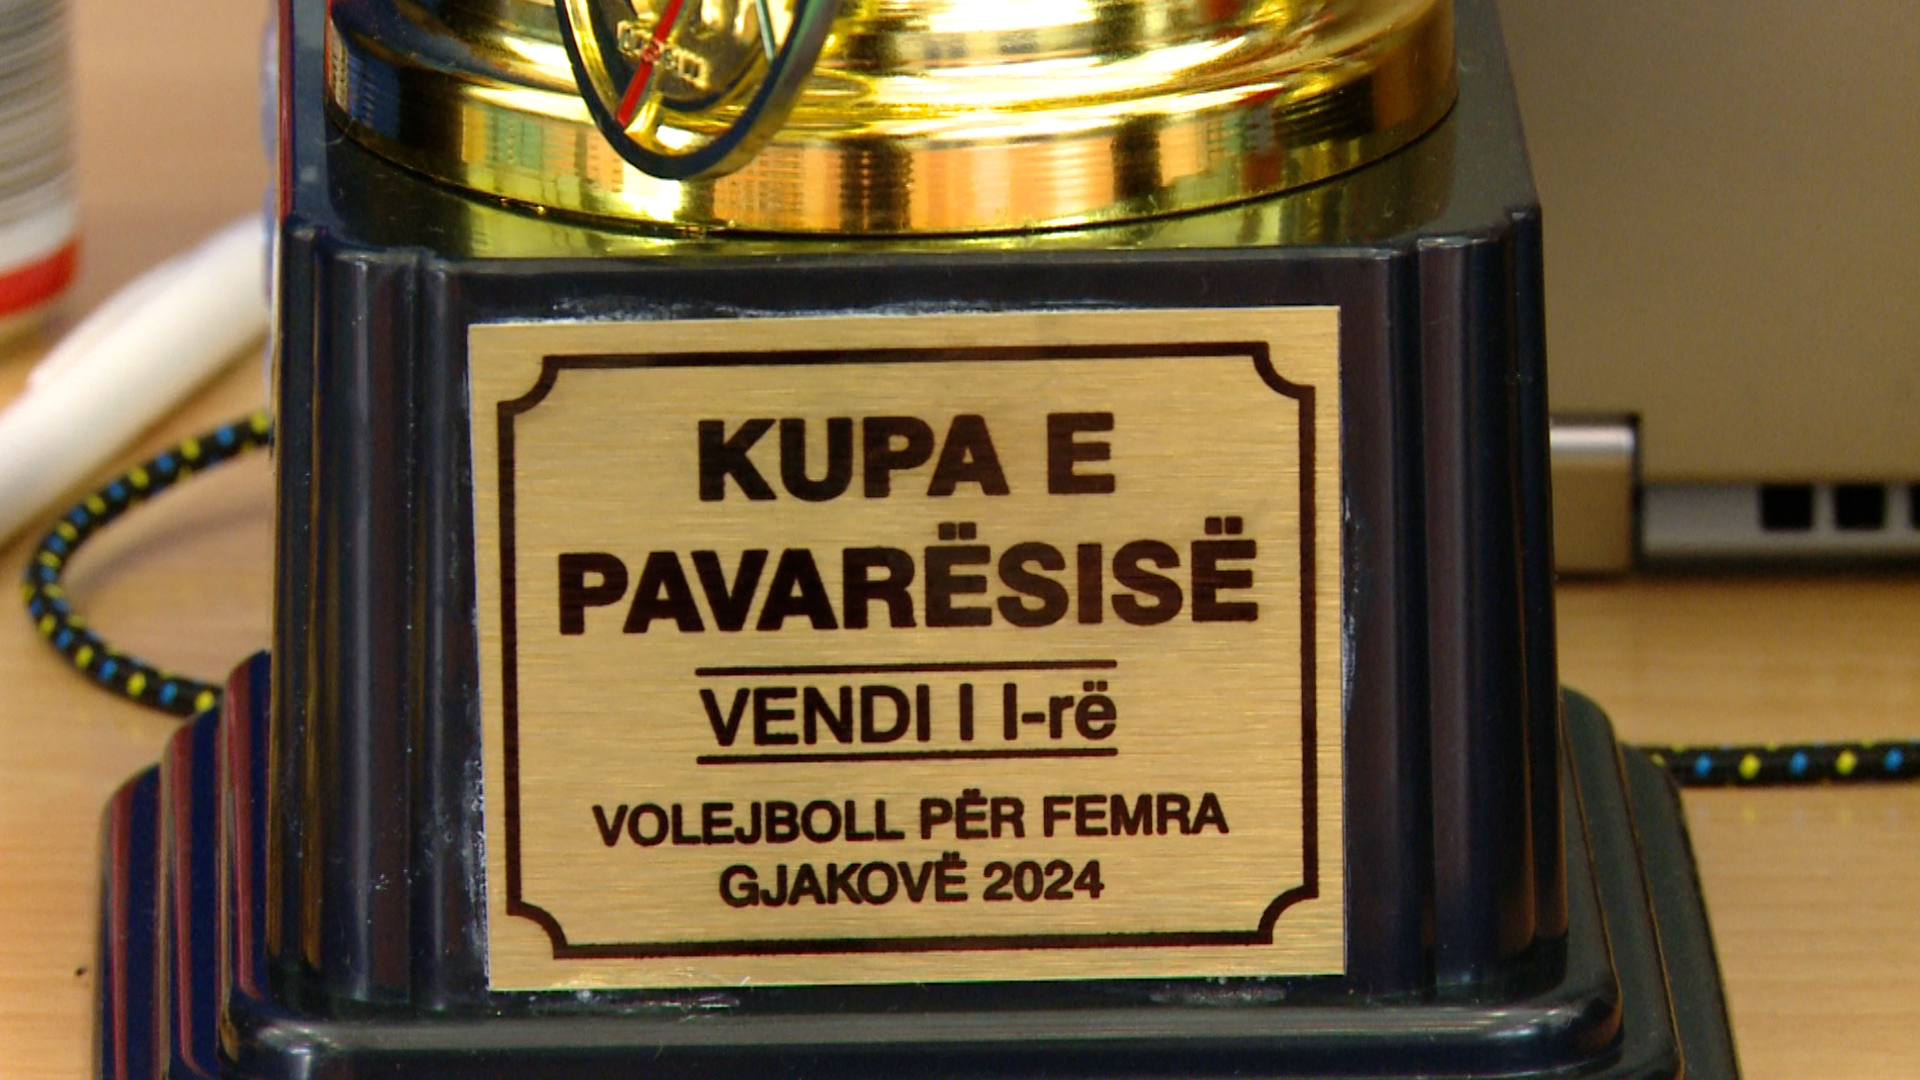 KUPA E
PAVARËSISË
VENDI I I-rë
VOLEJBOLL PËR FEMRA
GJAKOVË 2024